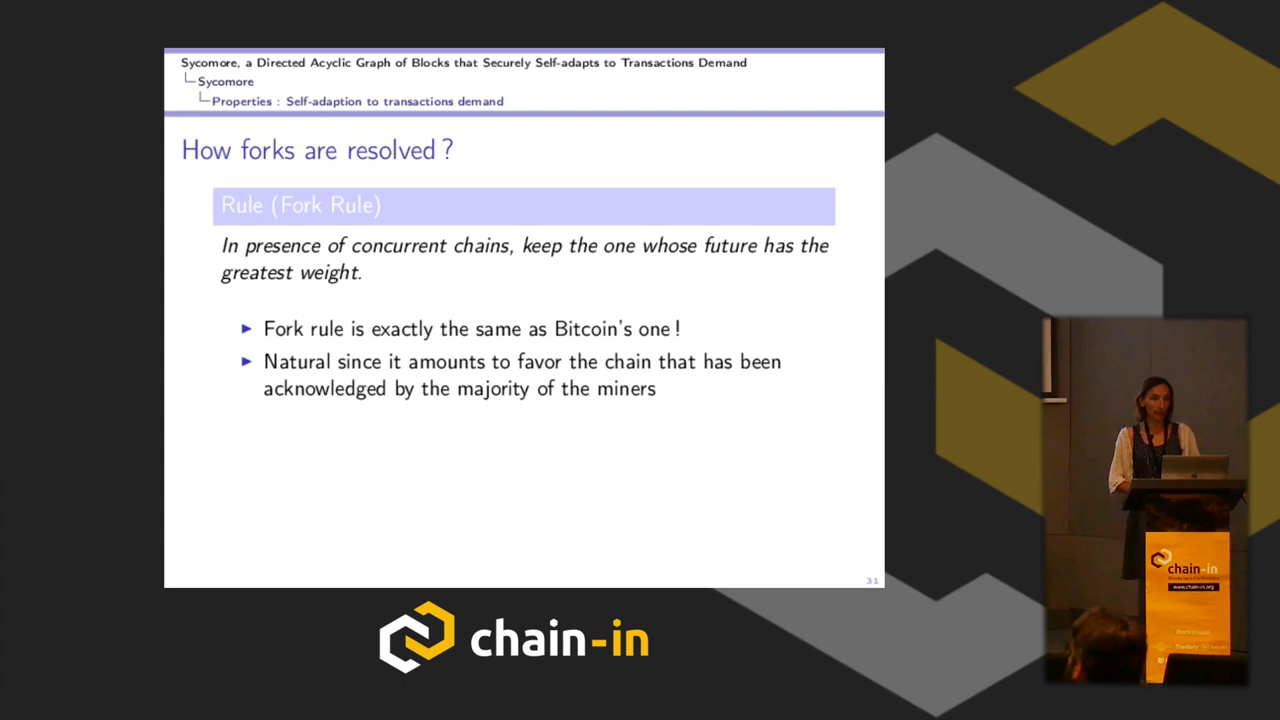 Sycomore, a Directed Acyclic Graph of Blocks that Securely Self-adapts to Transactions Demand
Sycomore
Properties : Self-adaption to transactions demand
How forks are resolved ?
Rule (Fork Rule)
In presence of concurrent chains, keep the one whose future has the
greatest weight.
Fork rule is exactly the same as Bitcoin's one !
Natural since it amounts to favor the chain that has been
acknowledged by the majority of the miners
31
chain-in
chain-in
www.chain-in.org